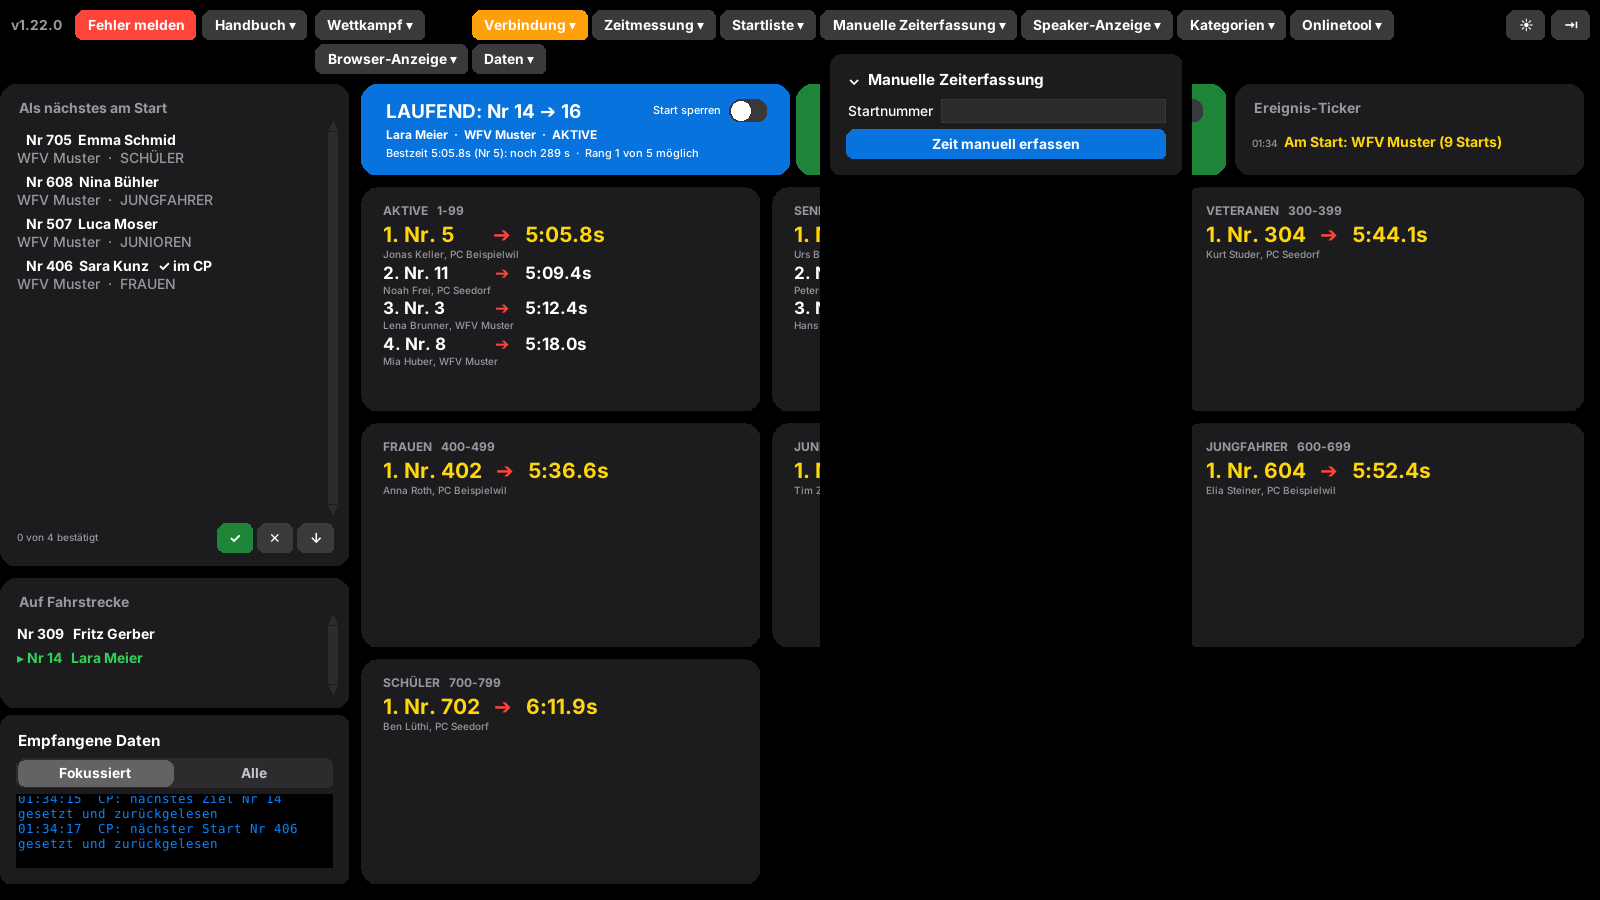 v1.22.0
Fehler melden
Handbuch ▾
Wettkampf ▾
Verbindung ▾
Zeitmessung ▾
Startliste ▾
Manuelle Zeiterfassung ▾
Speaker-Anzeige ▾
Kategorien ▾
Onlinetool ▾
Browser-Anzeige ▾
Daten ▾
Als nächstes am Start
Nr 705 Emma Schmid
WFV Muster · SCHÜLER
Nr 608 Nina Bühler
WFV Muster · JUNGFAHRER
Nr 507 Luca Moser
WFV Muster · JUNIOREN
Nr 406 Sara Kunz ✓ im CP
WFV Muster · FRAUEN
0 von 4 bestätigt
Auf Fahrstrecke
Nr 309 Fritz Gerber
▸ Nr 14 Lara Meier
Empfangene Daten
Fokussiert
Alle
01:34:15 CP: nächstes Ziel Nr 14
gesetzt und zurückgelesen
01:34:17 CP: nächster Start Nr 406
gesetzt und zurückgelesen
LAUFEND: Nr 14 → 16
Start sperren
Lara Meier · WFV Muster · AKTIVE
Bestzeit 5:05.8s (Nr 5): noch 289 s · Rang 1 von 5 möglich
Manuelle Zeiterfassung
Startnummer
Zeit manuell erfassen
Ereignis-Ticker
01:34 Am Start: WFV Muster (9 Starts)
AKTIVE 1-99
1. Nr. 5 → 5:05.8s
Jonas Keller, PC Beispielwil
2. Nr. 11 → 5:09.4s
Noah Frei, PC Seedorf
3. Nr. 3 → 5:12.4s
Lena Brunner, WFV Muster
4. Nr. 8 → 5:18.0s
Mia Huber, WFV Muster
1.
Urs
2.
Peter
3.
Hans
VETERANEN 300-399
1. Nr. 304 → 5:44.1s
Kurt Studer, PC Seedorf
FRAUEN 400-499
1. Nr. 402 → 5:36.6s
Anna Roth, PC Beispielwil
1.
Tim
JUNGFAHRER 600-699
1. Nr. 604 → 5:52.4s
Elia Steiner, PC Beispielwil
SCHÜLER 700-799
1. Nr. 702 → 6:11.9s
Ben Lüthi, PC Seedorf